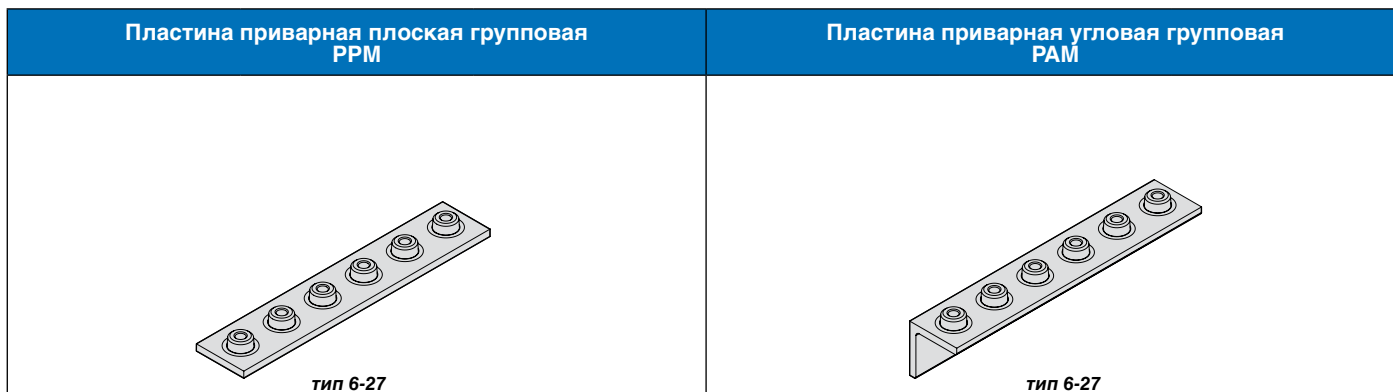 Пластина приварная плоская групповая
PPM
Пластина приварная угловая групповая
PAM
тип 6-27
тип 6-27